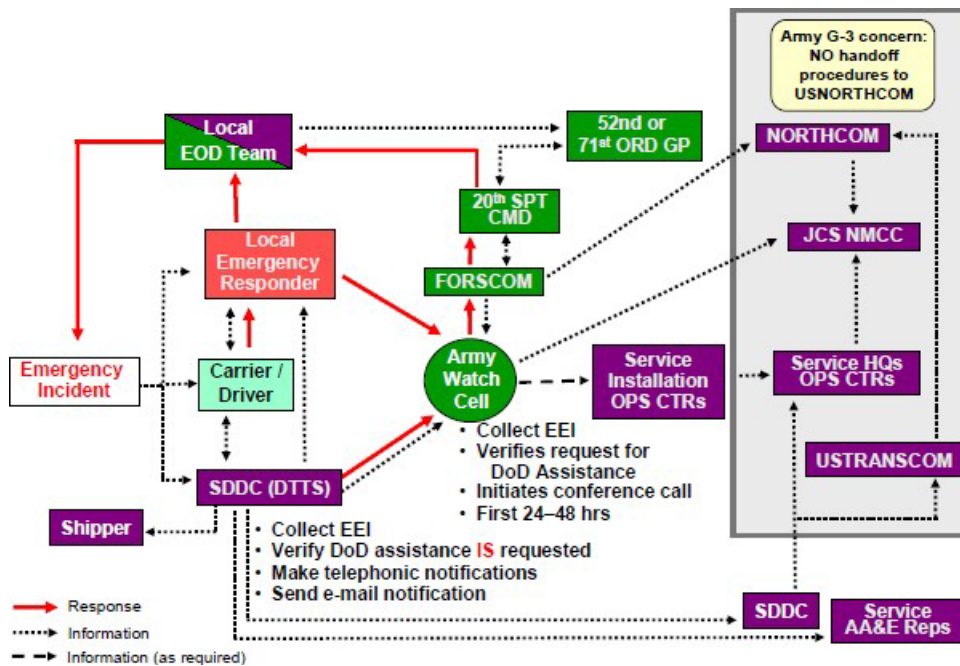 Army G-3 concern:
NO handoff
procedures to
USNORTHCOM
Local
EOD Team
52nd or
71st ORD GP
NORTHCOM
20th SPT
CMD
JCS NMCC
Local
Emergency
Responder
FORSCOM
Emergency
Incident
Carrier /
Driver
Army
Watch
Cell
Service
Installation
OPS CTRs
Service HQs
OPS CTRs
• Collect EEI
• Verifies request for
DoD Assistance
• Initiates conference call
• First 24–48 hrs
USTRANSCOM
SDDC (DTTS)
Shipper
• Collect EEI
• Verify DoD assistance IS requested
• Make telephonic notifications
• Send e-mail notification
SDDC
Service
AA&E Reps
Response
Information
Information (as required)